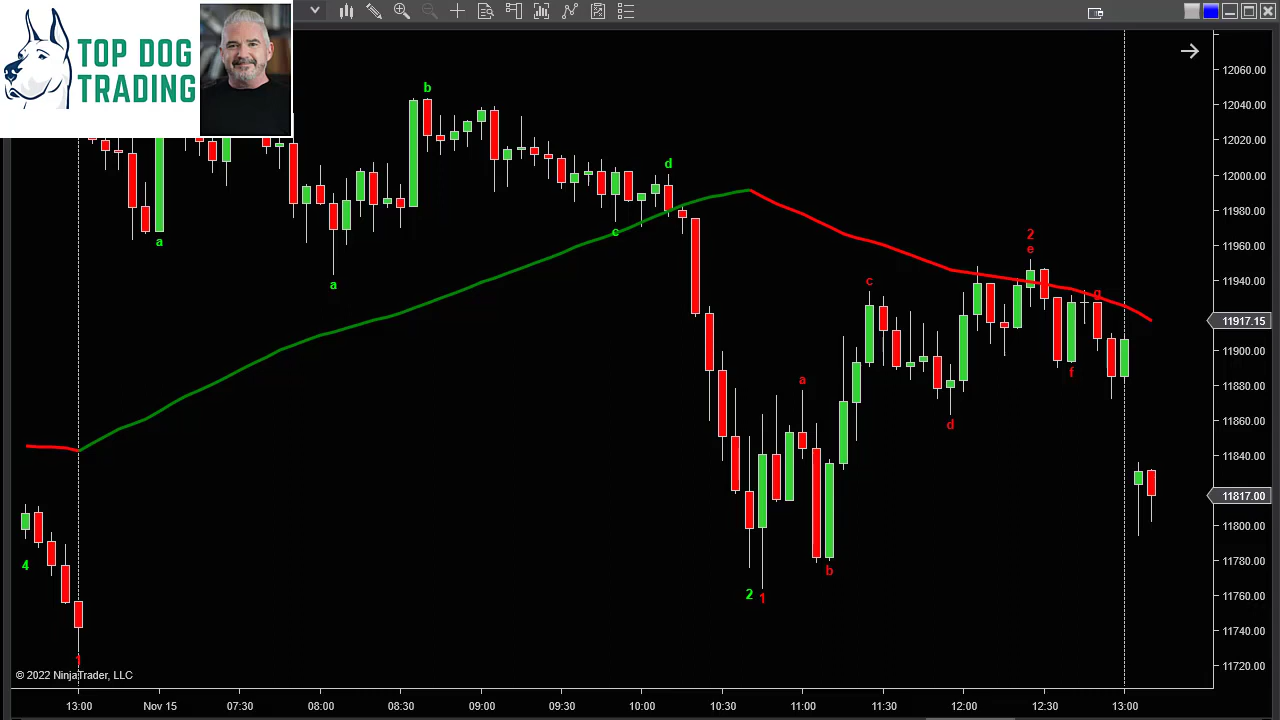 TOP DOG
TRADING
b
12060.00
12040.00
12020.00
d
12000.00
11980.00
a
c
2
e
11960.00
a
c
g
11940.00
11917.15
11900.00
a
f
11880.00
d
11860.00
11840.00
11817.00
11800.00
4
b
11780.00
2
1
11760.00
11740.00
1
11720.00
© 2022 NinjaTrader, LLC
13:00
Nov 15
07:30
08:00
08:30
09:00
09:30
10:00
10:30
11:00
11:30
12:00
12:30
13:00